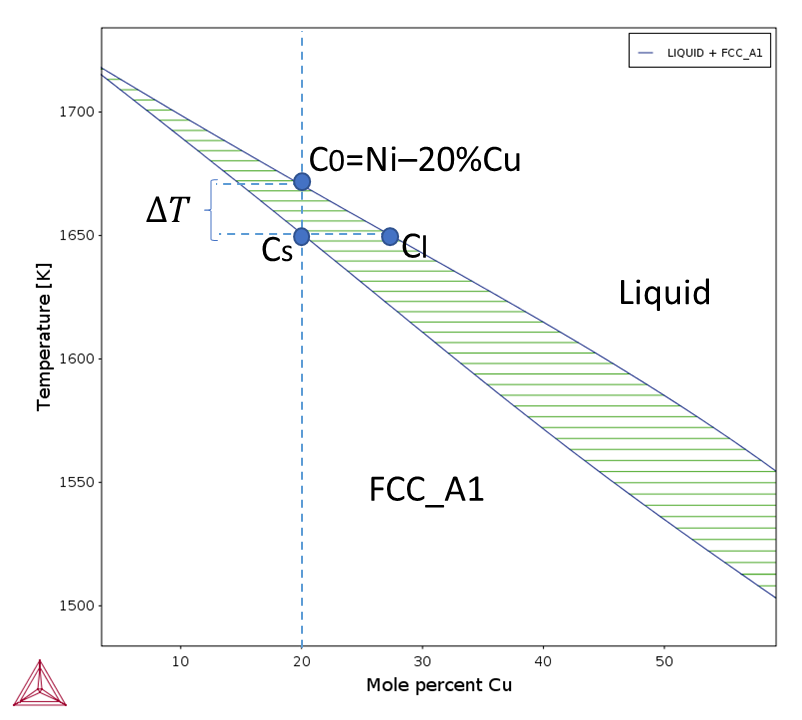 LIQUID + FCC_A1
1700
C0=Ni–20%Cu
ΔT
1650
Cs
Cl
Liquid
Temperature [K]
1600
1550
FCC_A1
1500
10 20 30 40 50
Mole percent Cu